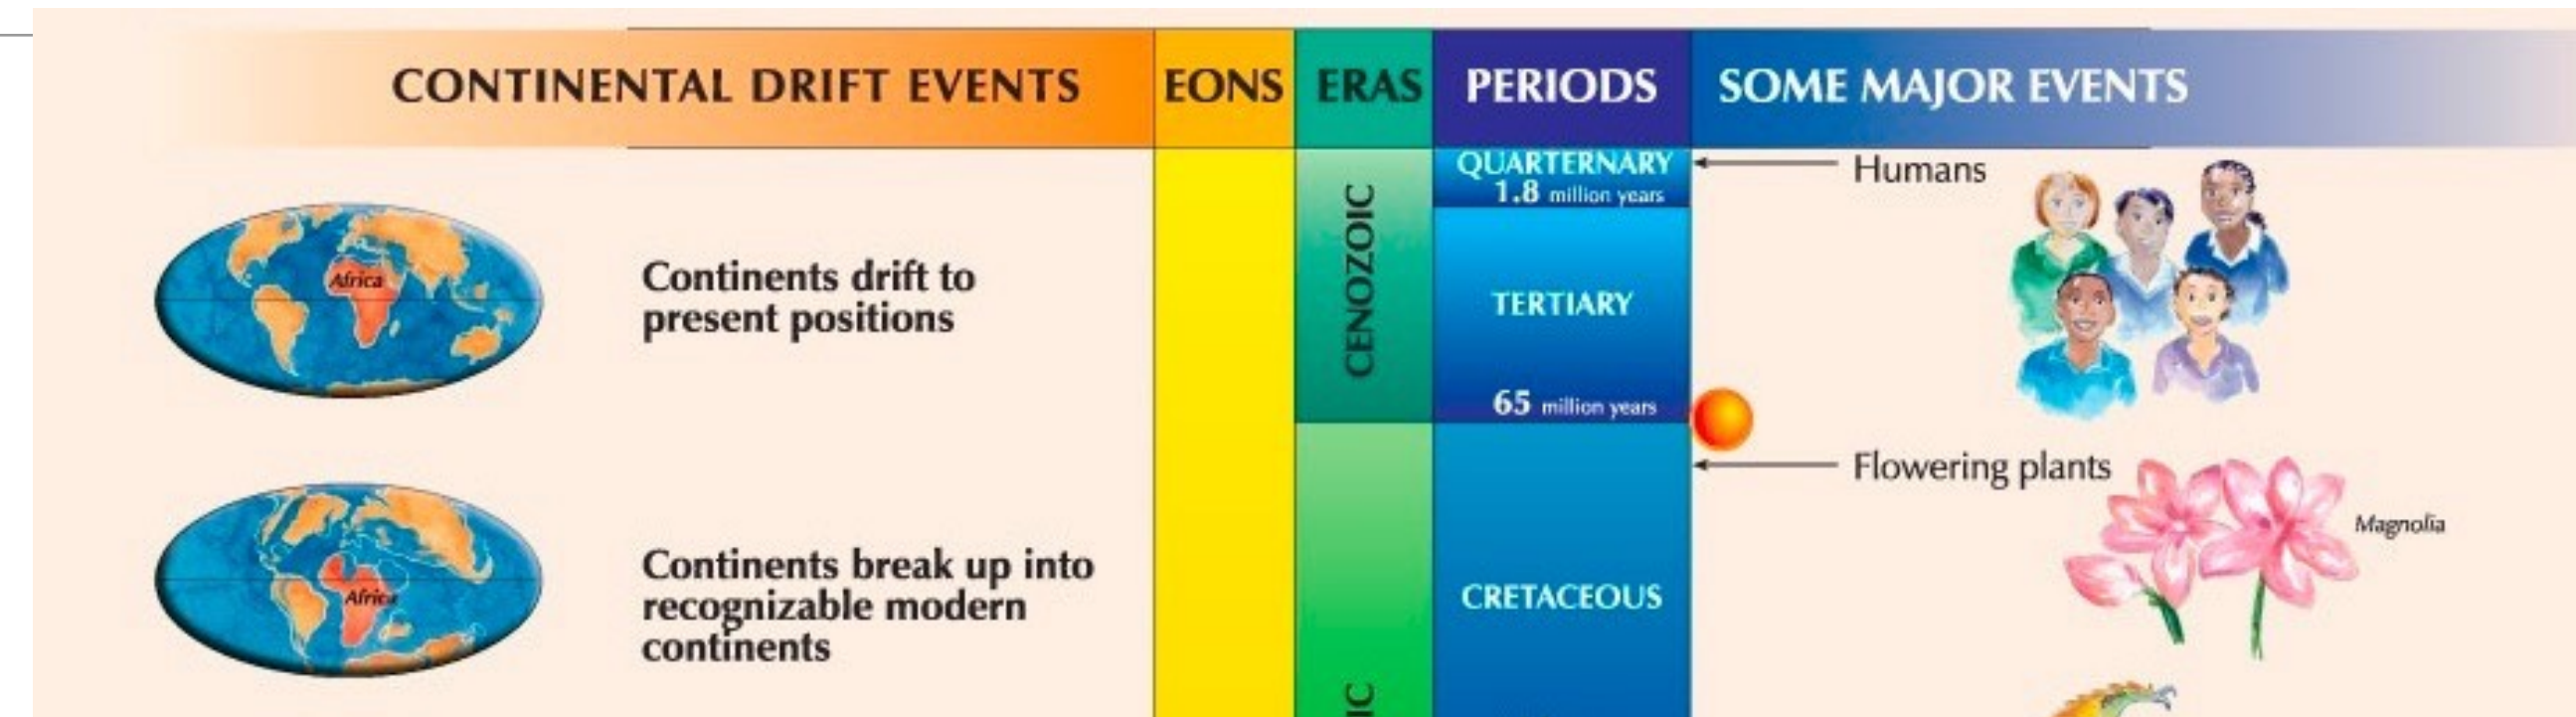 CONTINENTAL DRIFT EVENTS
EONS
ERAS
PERIODS
SOME MAJOR EVENTS
QUARTERNARY
1.8 million years
Humans
CENOZOIC
Africa
Continents drift to
present positions
TERTIARY
65 million years
Flowering plants
Magnolia
Africa
Continents break up into
recognizable modern
continents
CRETACEOUS
IC